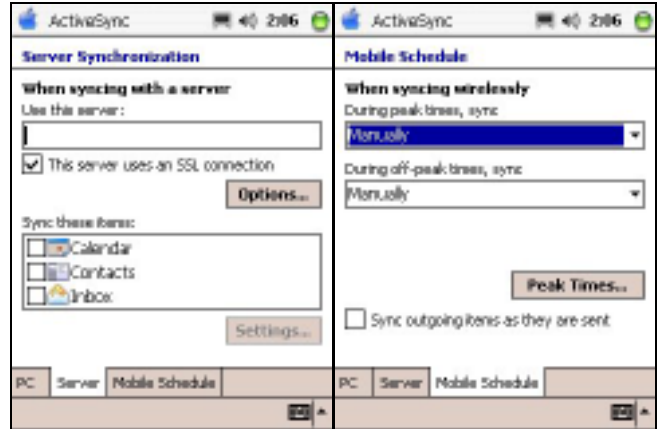 ActiveSync 2:06
Server Synchronization
When syncing with a server
Use this server:
This server uses an SSL connection
Options...
Sync these items:
Calendar
Contacts
Inbox
Settings...
PC Server Mobile Schedule
ActiveSync 2:06
Mobile Schedule
When syncing wirelessly
During peak times, sync
Manually
During off-peak times, sync
Manually
Peak Times...
Sync outgoing items as they are sent
PC Server Mobile Schedule